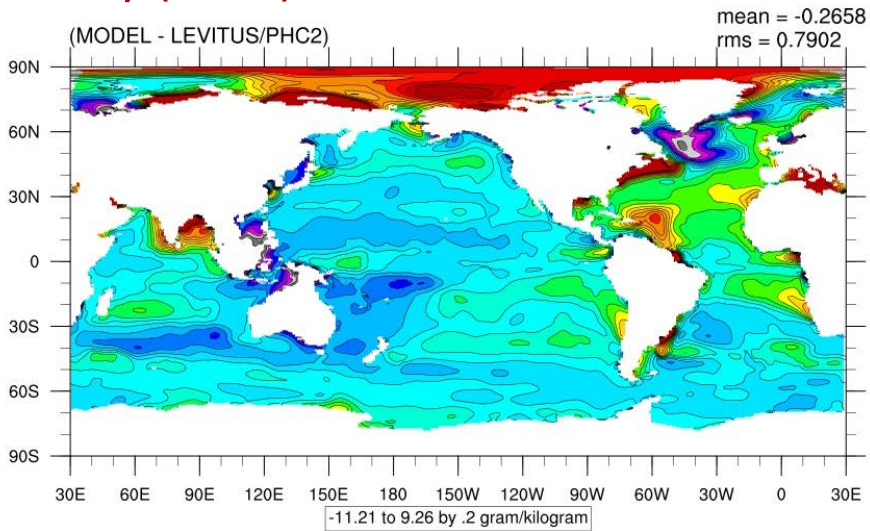 mean = -0.2658
(MODEL - LEVITUS/PHC2)
rms = 0.7902
90N
60N
30N
0
30S
60S
90S
30E 60E 90E 120E 150E 180 150W 120W 90W 60W 30W 0 30E
-11.21 to 9.26 by .2 gram/kilogram